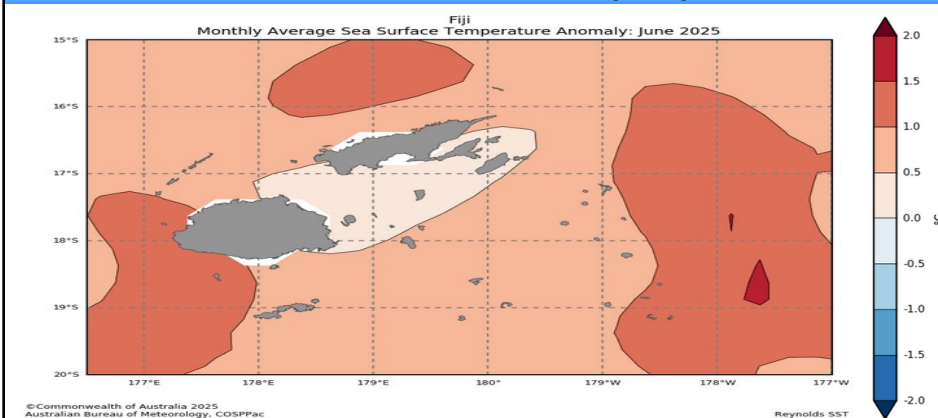 Fiji
Monthly Average Sea Surface Temperature Anomaly: June 2025
15°S
16°S
17°S
18°S
19°S
20°S
177°E
178°E
179°E
180°
179°W
178°W
177°W
2.0
1.5
1.0
0.5
0.0
-0.5
-1.0
-1.5
-2.0
©Commonwealth of Australia 2025
Australian Bureau of Meteorology, COSPPac
Reynolds SST